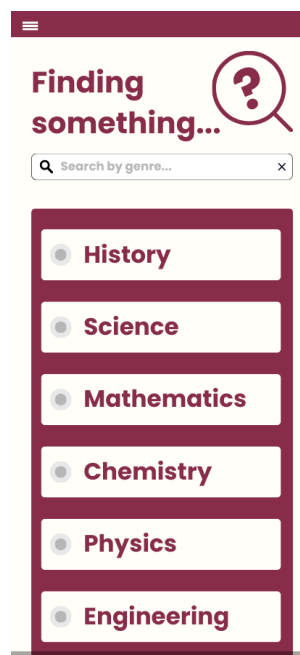 Finding
something...
?
Search by genre...
History
Science
Mathematics
Chemistry
Physics
Engineering